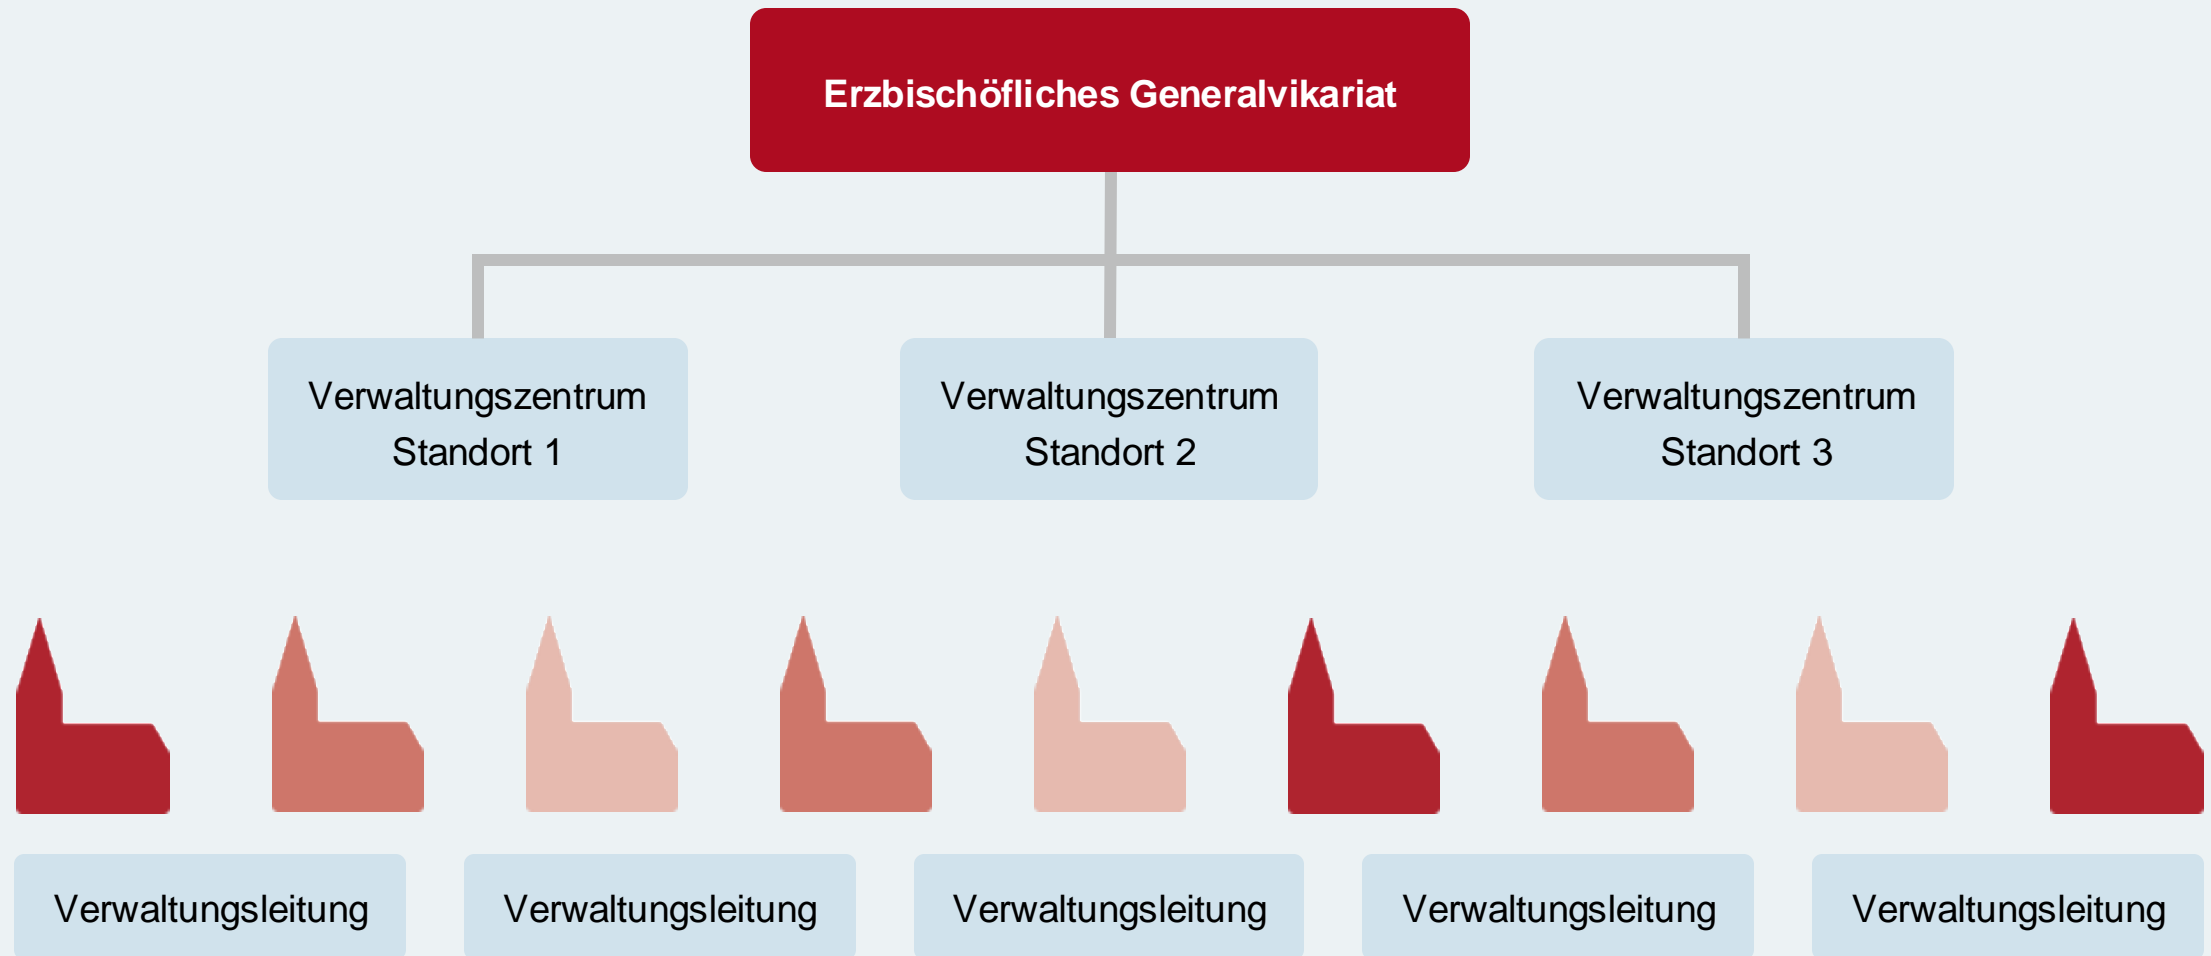 Erzbischöfliches Generalvikariat
Verwaltungszentrum
Standort 1
Verwaltungszentrum
Standort 2
Verwaltungszentrum
Standort 3
Verwaltungsleitung
Verwaltungsleitung
Verwaltungsleitung
Verwaltungsleitung
Verwaltungsleitung